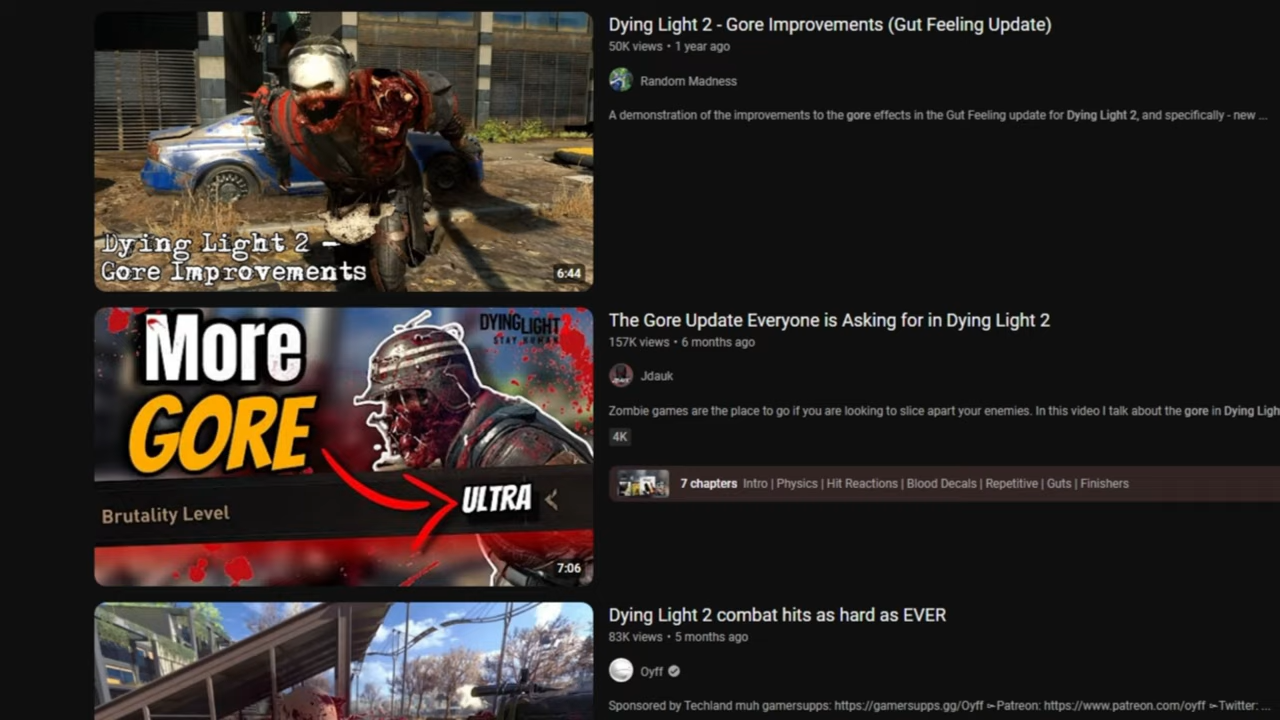 Dying Light 2 - Gore Improvements (Gut Feeling Update)
50K views • 1 year ago
Random Madness
A demonstration of the improvements to the gore effects in the Gut Feeling update for Dying Light 2, and specifically - new ...
Dying Light 2 -
Gore Improvements
6:44
More
GORE
DYING LIGHT
STAY HUMAN
ULTRA
Brutality Level
7:06
The Gore Update Everyone is Asking for in Dying Light 2
157K views • 6 months ago
Jdauk
Zombie games are the place to go if you are looking to slice apart your enemies. In this video I talk about the gore in Dying Ligh
4K
7 chapters Intro | Physics | Hit Reactions | Blood Decals | Repetitive | Guts | Finishers
Dying Light 2 combat hits as hard as EVER
83K views • 5 months ago
Oyff
Sponsored by Techland muh gamersupps: https://gamersupps.gg/Oyff ➳Patreon: https://www.patreon.com/oyff ➳Twitter: ...